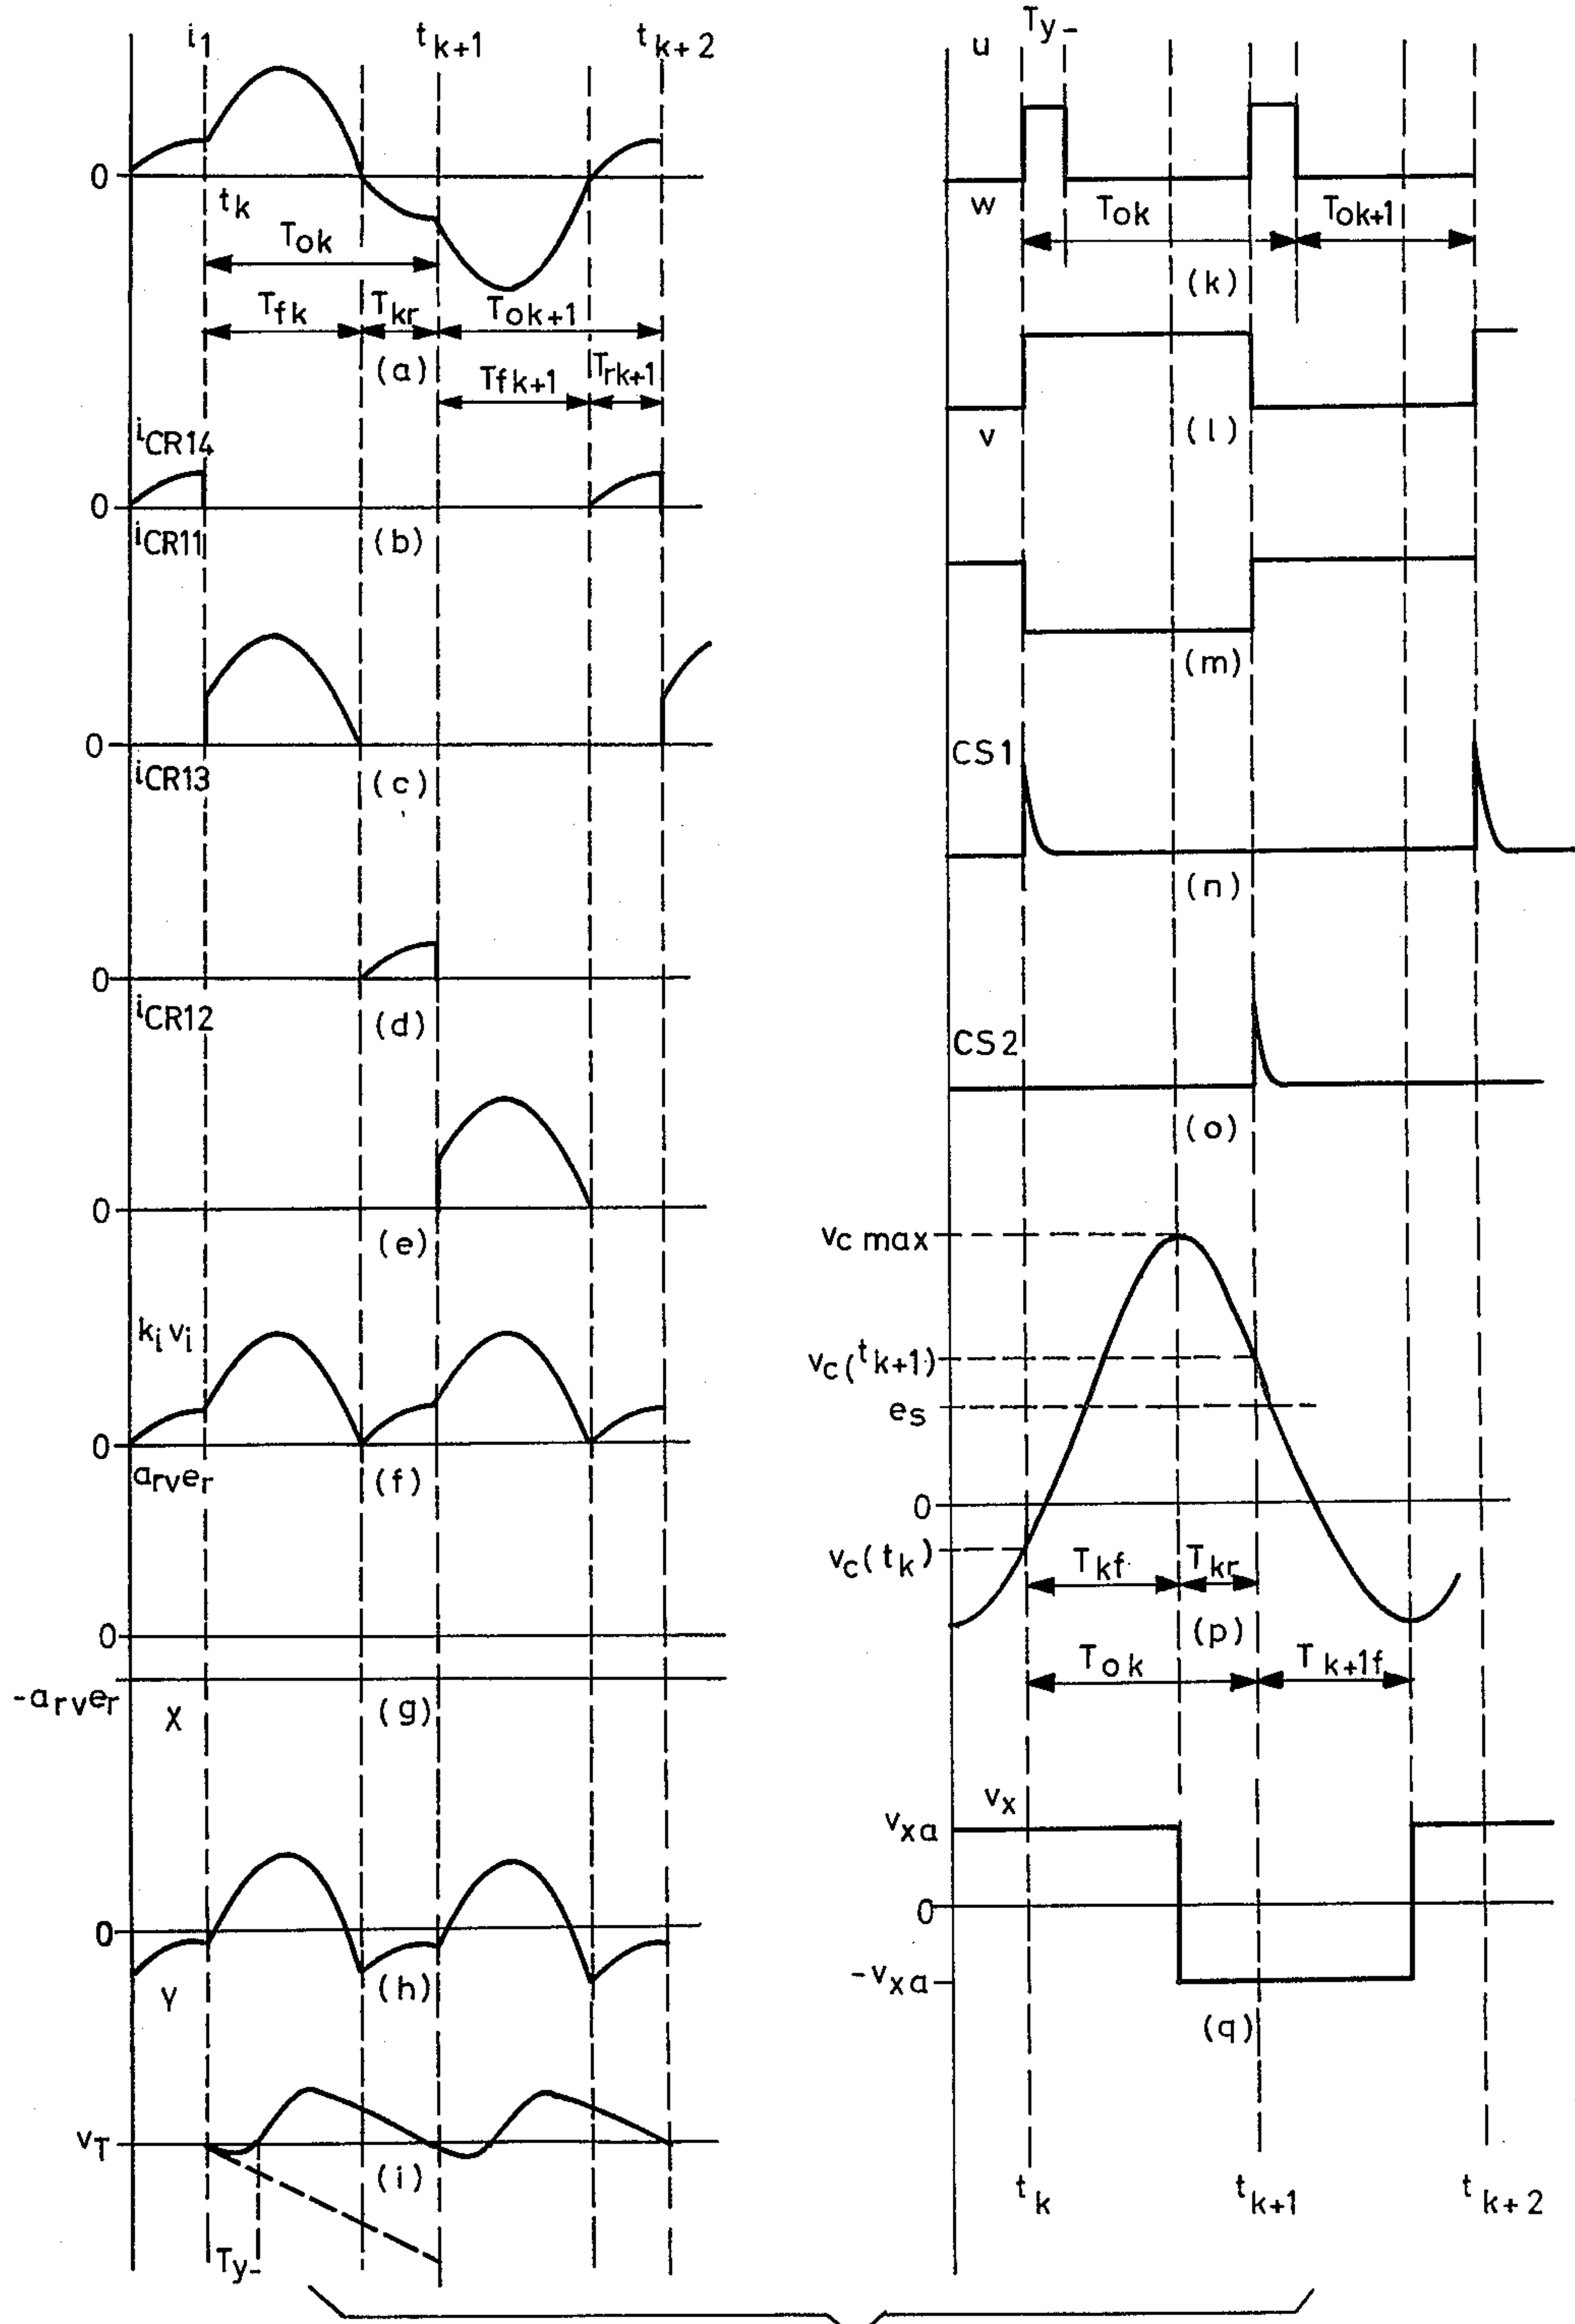 i1 tk+1 tk+2
0
tk
Tok
Tfk Tkr Tok+1
(a) Tfk+1 Trk+1
iCR14
0
iCR11 (b)
0
iCR13 (c)
0
iCR12 (d)
0
(e)
ki vi
0
arver (f)
0
-arver X (g)
0
Y (h)
vT
(i)
Ty-
Ty-
u
w Tok Tok+1
(k)
v (l)
(m)
CS1
(n)
CS2
(o)
vc max
vc(tk+1)
es
0
vc(tk) Tkf Tkr
(p)
Tok Tk+1f
vx
vxa
0
-vxa
(q)
tk tk+1 tk+2